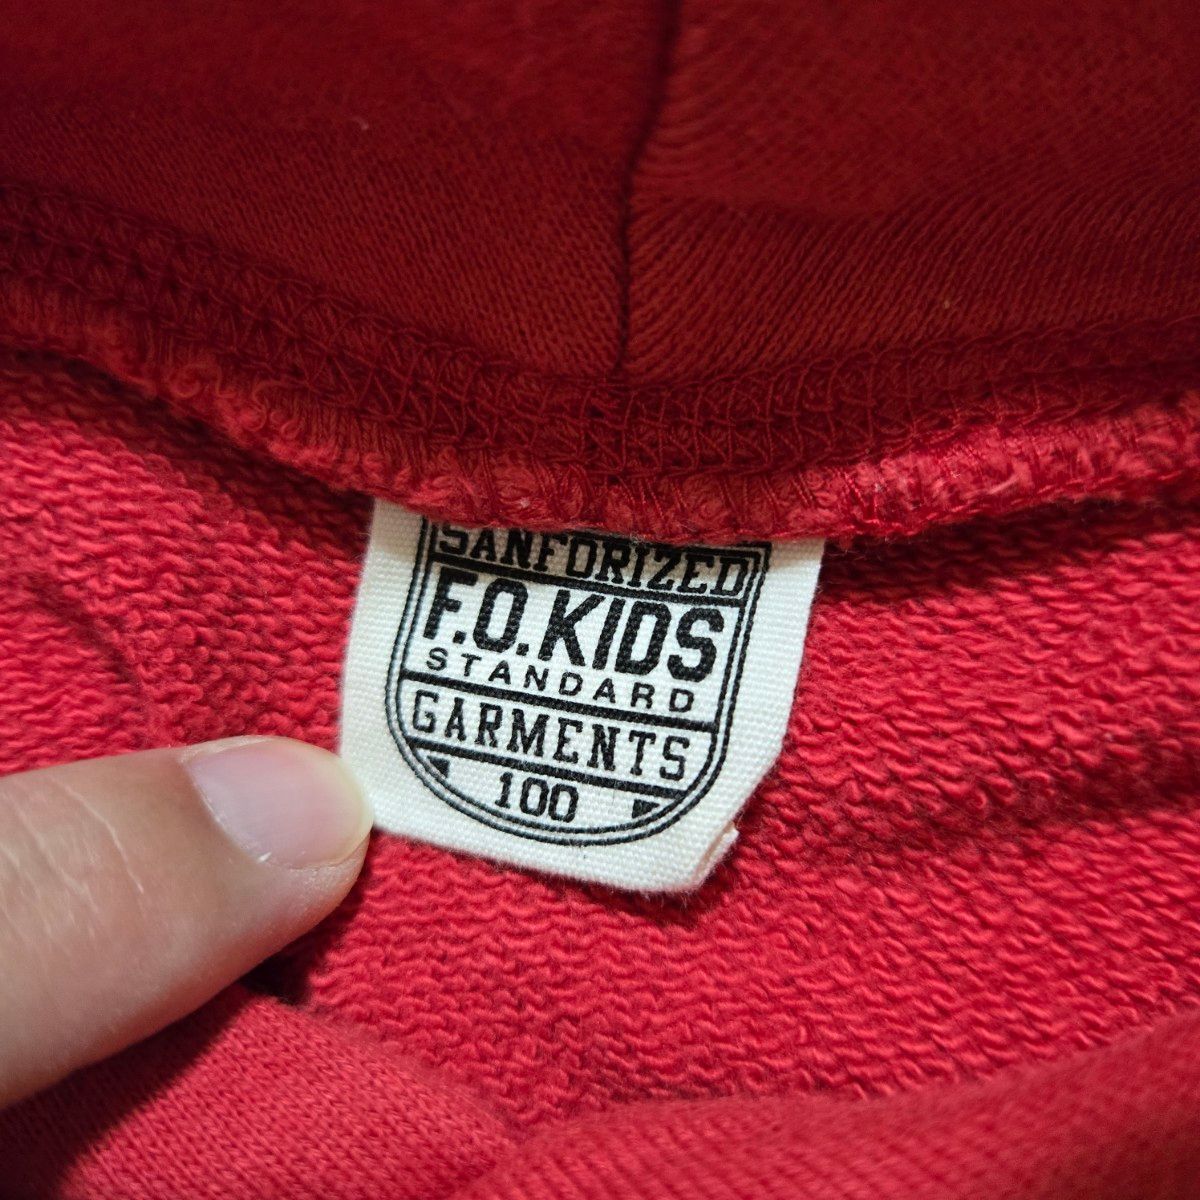 SANFORIZED
F.O.KIDS
STANDARD
GARMENTS
100